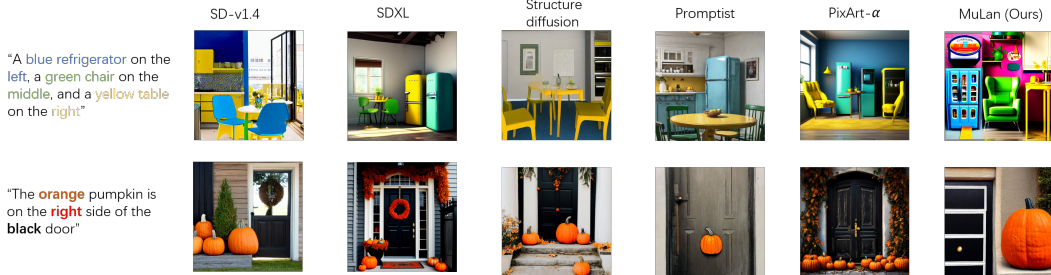 SD-v1.4
SDXL
Structure
diffusion
Promptist
PixArt-α
MuLan (Ours)
“A blue refrigerator on the
left, a green chair on the
middle, and a yellow table
on the right”
“The orange pumpkin is
on the right side of the
black door”